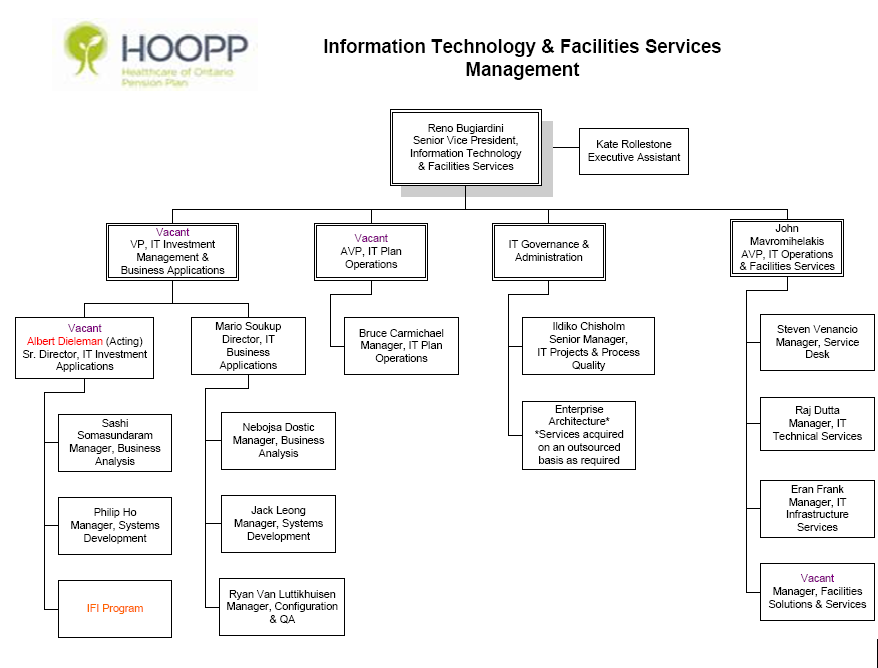 HOOPP
Healthcare of Ontario
Pension Plan
Information Technology & Facilities Services
Management
Reno Bugiardini
Senior Vice President,
Information Technology
& Facilities Services
Kate Rollestone
Executive Assistant
Vacant
VP, IT Investment
Management &
Business Applications
Vacant
AVP, IT Plan
Operations
IT Governance &
Administration
John
Mavromihelakis
AVP, IT Operations
& Facilities Services
Vacant
Albert Dieleman (Acting)
Sr. Director, IT Investment
Applications
Mario Soukup
Director, IT
Business
Applications
Bruce Carmichael
Manager, IT Plan
Operations
Ildiko Chisholm
Senior Manager,
IT Projects & Process
Quality
Steven Venancio
Manager, Service
Desk
Sashi
Somasundaram
Manager, Business
Analysis
Nebojsa Dostic
Manager, Business
Analysis
Enterprise
Architecture*
*Services acquired
on an outsourced
basis as required
Raj Dutta
Manager, IT
Technical Services
Philip Ho
Manager, Systems
Development
Jack Leong
Manager, Systems
Development
Eran Frank
Manager, IT
Infrastructure
Services
IFI Program
Ryan Van Luttikhuisen
Manager, Configuration
& QA
Vacant
Manager, Facilities
Solutions & Services